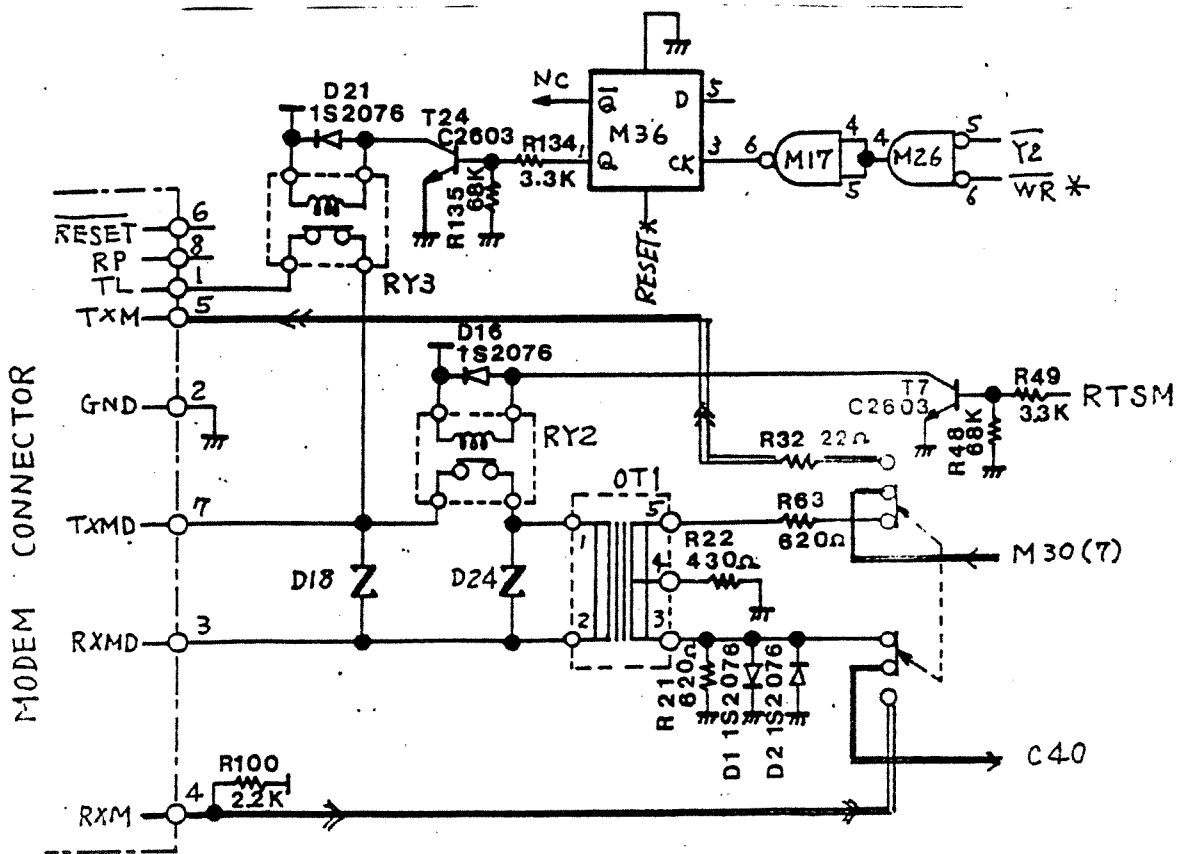 D21
1S2076
T24
C2603
R134
3.3K
R135
68K
NC
Q̅
D
5
M36
1
Q
CK
3
6
M17
4
5
4
M26
5
Y̅2̅
W̅R̅ *
6
RESET*
R̅E̅S̅E̅T̅
6
RP
8
TL
1
RY3
TXM
5
D16
1S2076
GND
2
RY2
T7
C2603
R49
3.3K
RTSM
R48
68K
R32
22Ω
OT1
TXMD
7
1
5
R63
620Ω
R22
430Ω
4
M30(7)
D18
D24
RXMD
3
2
3
R21
620Ω
D1 1S2076
D2 1S2076
C40
R100
2.2K
RXM
4
MODEM CONNECTOR